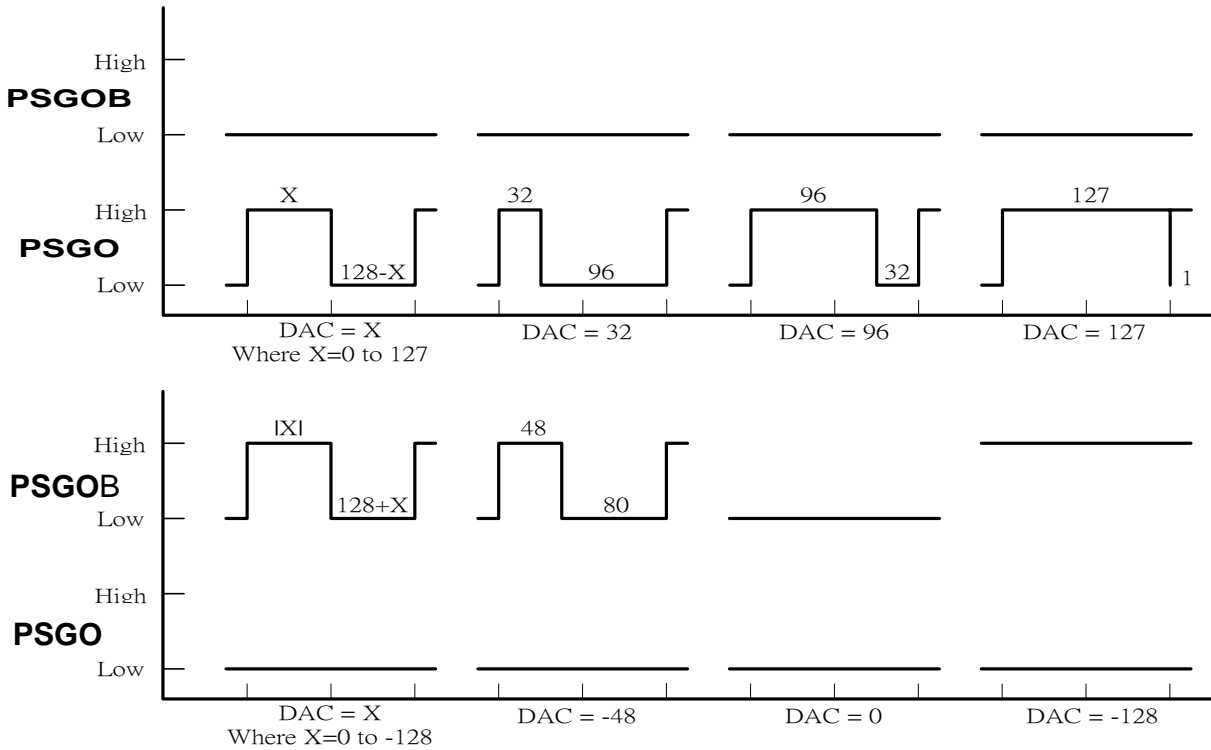 High
PSGOB
Low
High
X
32
96
127
PSGO
Low
128-X
96
32
1
DAC = X
Where X=0 to 127
DAC = 32
DAC = 96
DAC = 127
High
|X|
48
PSGOB
Low
128+X
80
High
PSGO
Low
DAC = X
Where X=0 to -128
DAC = -48
DAC = 0
DAC = -128